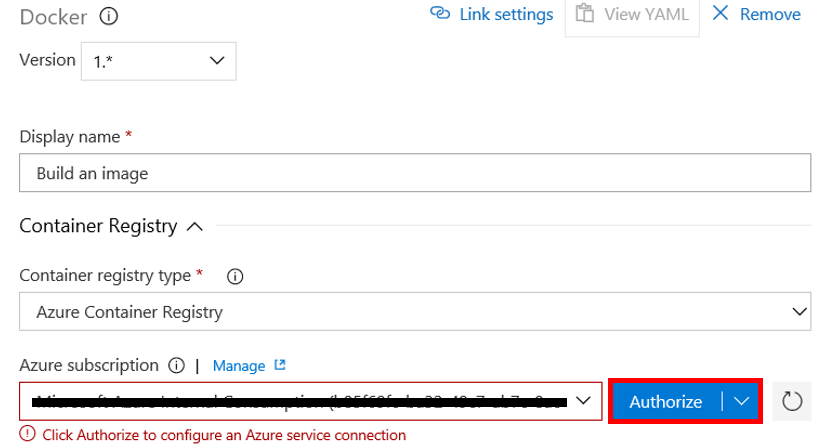 Docker
Link settings
View YAML
Remove
Version
1.*
Display name *
Build an image
Container Registry
Container registry type *
Azure Container Registry
Azure subscription | Manage
Authorize
Click Authorize to configure an Azure service connection